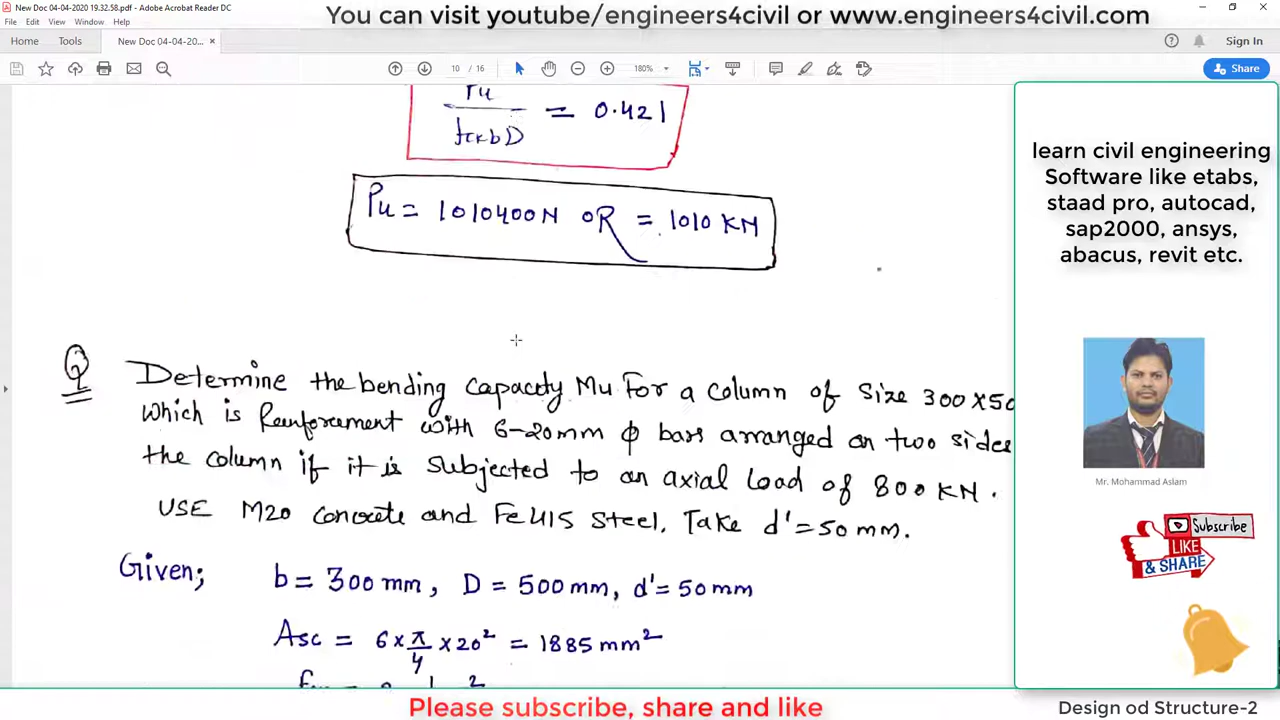 New Doc 04-04-2020 19.32.58.pdf - Adobe Acrobat Reader DC
You can visit youtube/engineers4civil or www.engineers4civil.com
File Edit View Window Help
Home Tools New Doc 04-04-20... × Sign In
10 / 16 180% Share
Pu
fckbD = 0.421
Pu = 1010400N OR = 1010 KN
Q Determine the bending capacity Mu For a column of size 300×50
which is Reinforcement with 6-20mm ϕ bars arranged on two sides
the column if it is subjected to an axial load of 800 KN.
USE M20 concrete and Fe415 Steel. Take d'=50mm.
Given; b = 300 mm, D = 500 mm, d'= 50 mm
Asc = 6 × π/4 × 20² = 1885 mm²
learn civil engineering
Software like etabs,
staad pro, autocad,
sap2000, ansys,
abacus, revit etc.
Mr. Mohammad Aslam
Subscribe
LIKE
& SHARE
Please subscribe, share and like
Design od Structure-2